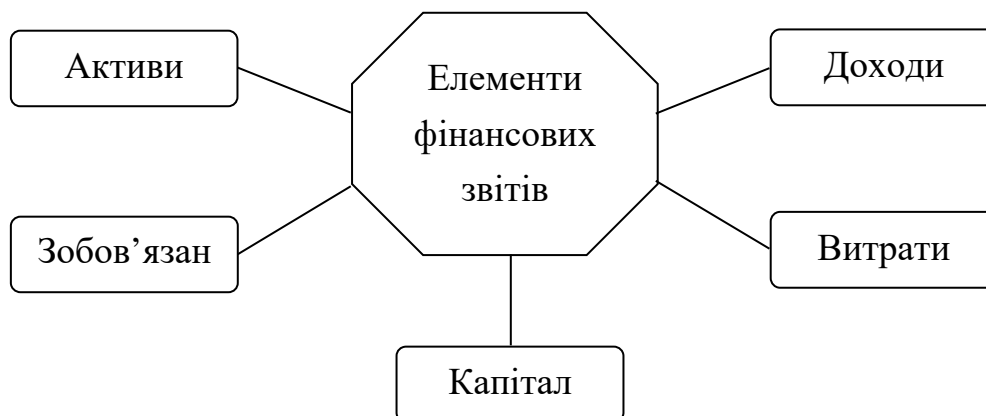 Активи
Елементи
фінансових
звітів
Доходи
Зобов’язан
Витрати
Капітал